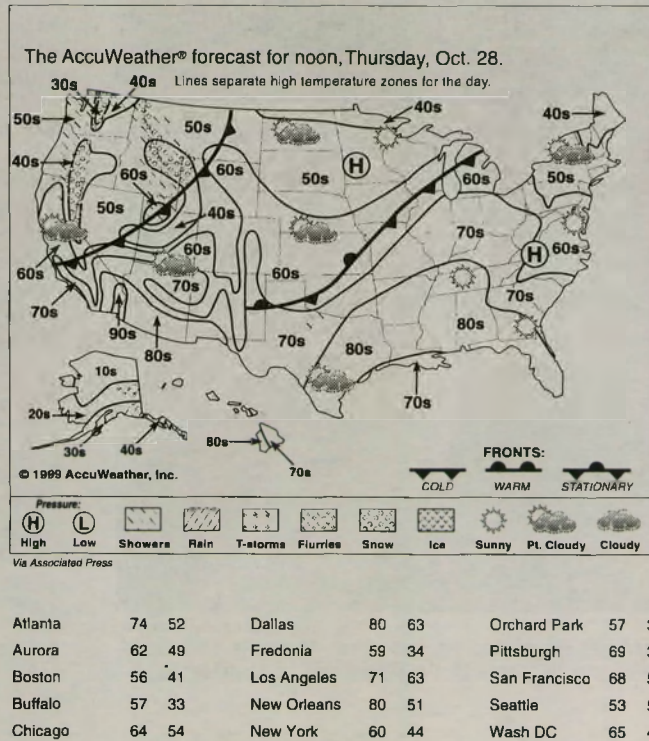 The AccuWeather® forecast for noon, Thursday, Oct. 28.
Lines separate high temperature zones for the day.
30s
40s
50s
40s
60s
50s
60s
70s
90s
80s
50s
60s
40s
60s
70s
50s
60s
70s
40s
60s
70s
80s
80s
70s
70s
60s
50s
40s
H
H
10s
20s
30s
40s
80s
70s
© 1999 AccuWeather, Inc.
FRONTS:
COLD WARM STATIONARY
Pressure:
H L
High Low Showers Rain T-storms Flurries Snow Ice Sunny Pt. Cloudy Cloudy
Via Associated Press
Atlanta 74 52 Dallas 80 63 Orchard Park 57
Aurora 62 49 Fredonia 59 34 Pittsburgh 69
Boston 56 41 Los Angeles 71 63 San Francisco 68
Buffalo 57 33 New Orleans 80 51 Seattle 53
Chicago 64 54 New York 60 44 Wash DC 65